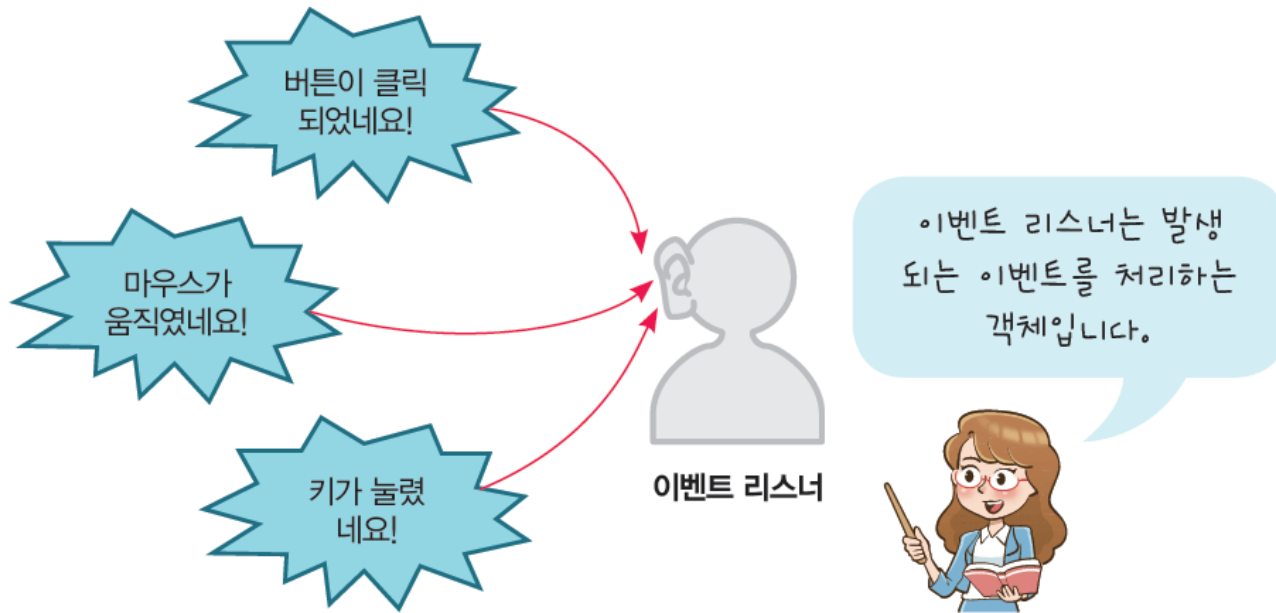 버튼이 클릭
되었네요!
마우스가
움직였네요!
키가 눌렸
네요!
이벤트 리스너
이벤트 리스너는 발생
되는 이벤트를 처리하는
객체입니다.